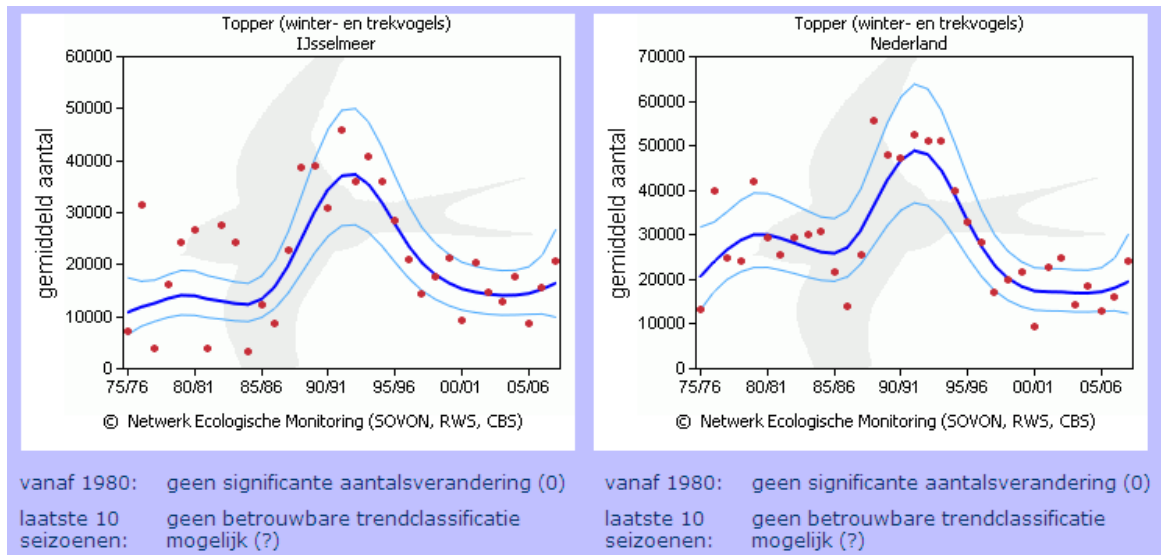 Topper (winter- en trekvogels)
IJsselmeer
60000
50000
40000
30000
20000
10000
0
gemiddeld aantal
75/76 80/81 85/86 90/91 95/96 00/01 05/06
© Netwerk Ecologische Monitoring (SOVON, RWS, CBS)
vanaf 1980: geen significante aantalsverandering (0)
laatste 10 geen betrouwbare trendclassificatie
seizoenen: mogelijk (?)
Topper (winter- en trekvogels)
Nederland
70000
60000
50000
40000
30000
20000
10000
0
gemiddeld aantal
75/76 80/81 85/86 90/91 95/96 00/01 05/06
© Netwerk Ecologische Monitoring (SOVON, RWS, CBS)
vanaf 1980: geen significante aantalsverandering (0)
laatste 10 geen betrouwbare trendclassificatie
seizoenen: mogelijk (?)